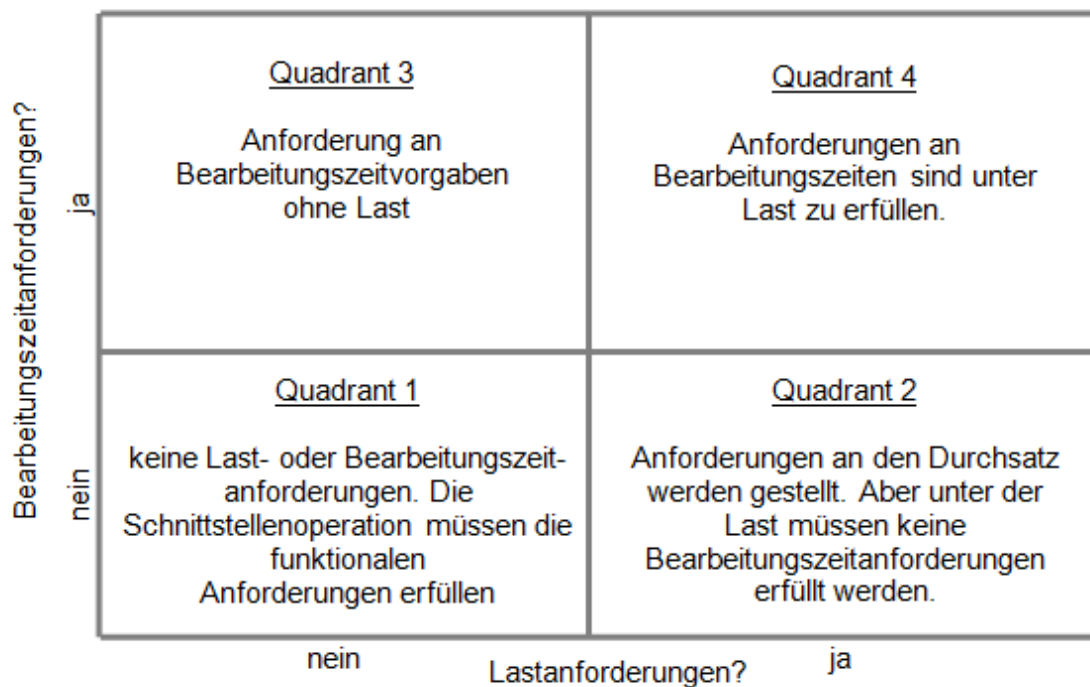 Bearbeitungszeitanforderungen?
ja
nein
Quadrant 3
Anforderung an
Bearbeitungszeitvorgaben
ohne Last
Quadrant 4
Anforderungen an
Bearbeitungszeiten sind unter
Last zu erfüllen.
Quadrant 1
keine Last- oder Bearbeitungszeit-
anforderungen. Die
Schnittstellenoperation müssen die
funktionalen
Anforderungen erfüllen
Quadrant 2
Anforderungen an den Durchsatz
werden gestellt. Aber unter der
Last müssen keine
Bearbeitungszeitanforderungen
erfüllt werden.
nein
Lastanforderungen?
ja